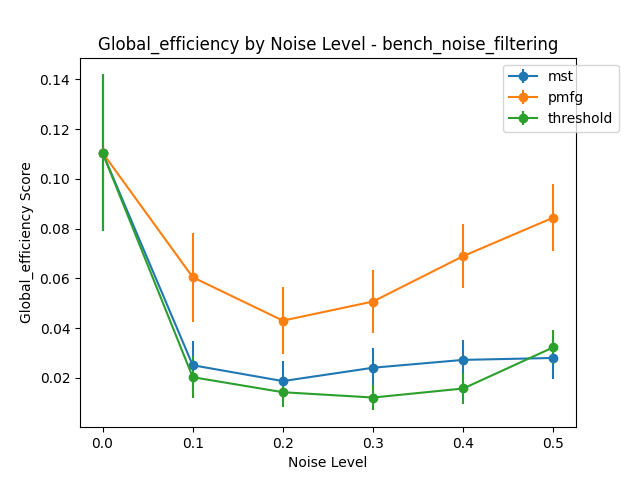 Global_efficiency by Noise Level - bench_noise_filtering
mst
pmfg
threshold
Global_efficiency Score
0.14
0.12
0.10
0.08
0.06
0.04
0.02
0.0 0.1 0.2 0.3 0.4 0.5
Noise Level